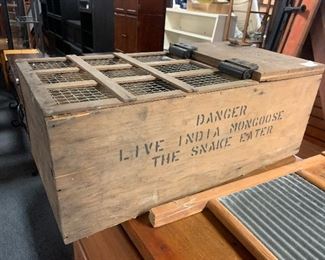 DANGER
LIVE INDIA MONGOOSE
THE SNAKE EATER